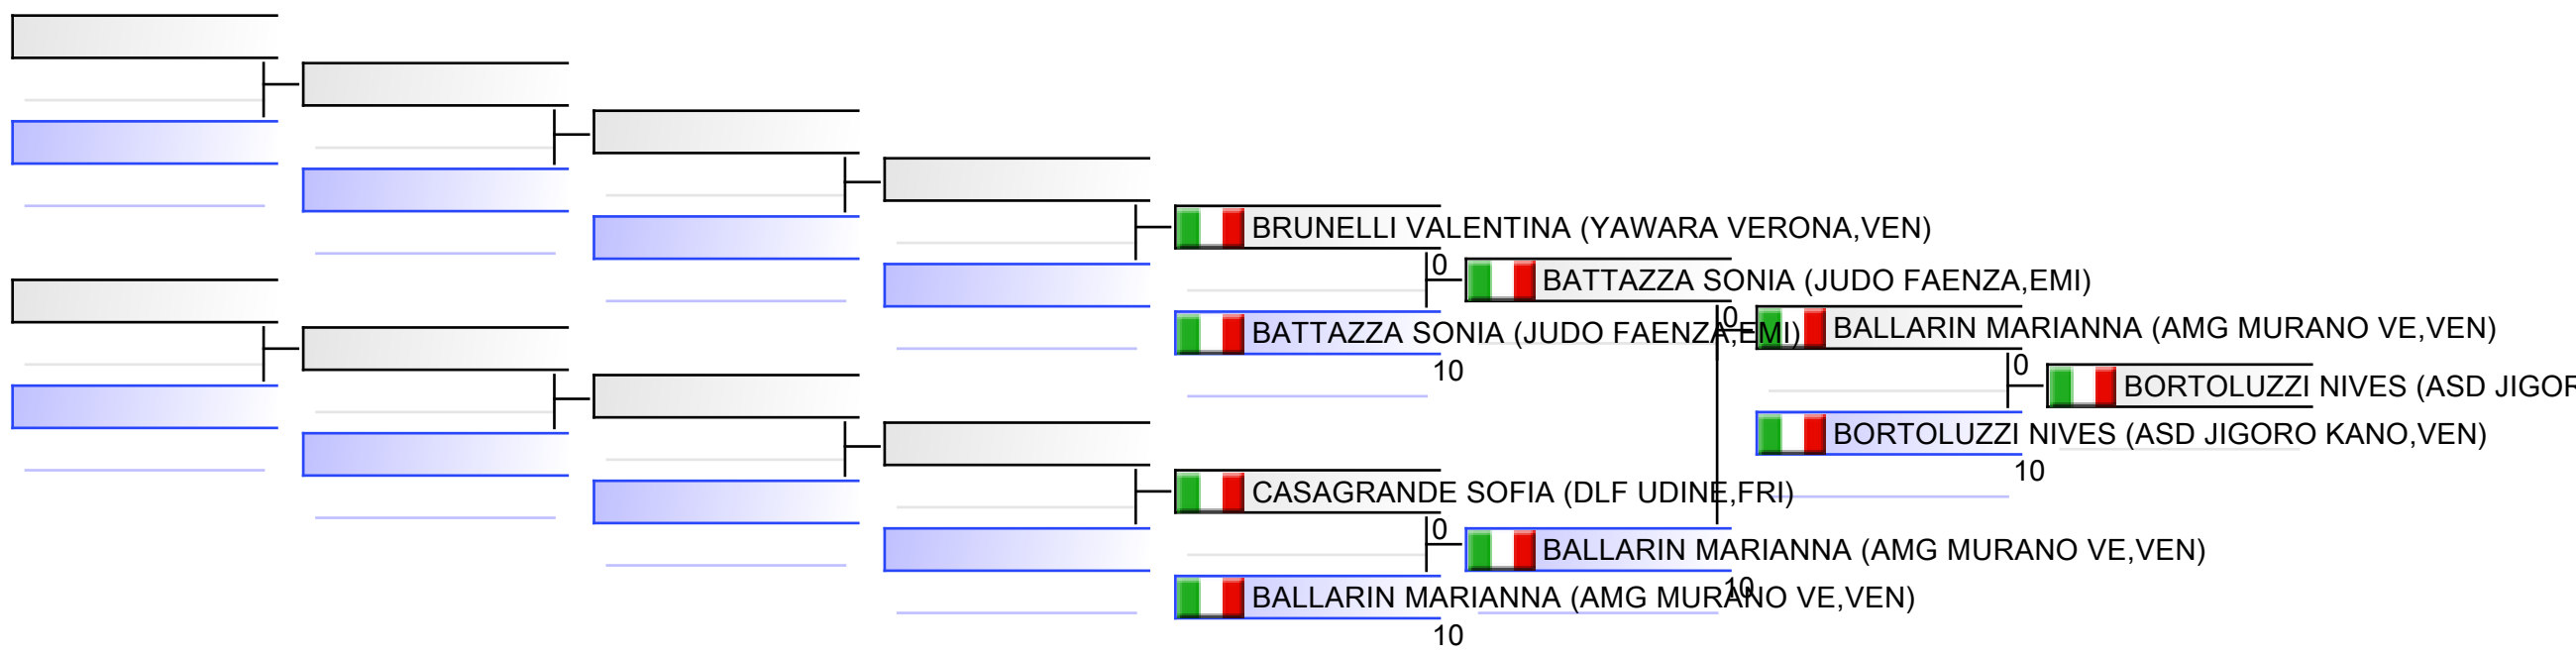 BRUNELLI VALENTINA (YAWARA VERONA,VEN)
0
BATTAZZA SONIA (JUDO FAENZA,EMI)
BATTAZZA SONIA (JUDO FAENZA,EMI)
10
0
BALLARIN MARIANNA (AMG MURANO VE,VEN)
0
BORTOLUZZI NIVES (ASD JIGOR
BORTOLUZZI NIVES (ASD JIGORO KANO,VEN)
10
CASAGRANDE SOFIA (DLF UDINE,FRI)
0
BALLARIN MARIANNA (AMG MURANO VE,VEN)
10
BALLARIN MARIANNA (AMG MURANO VE,VEN)
10